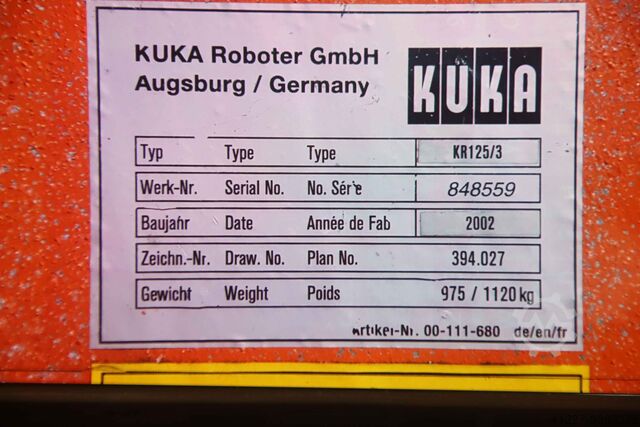 KUKA Roboter GmbH
Augsburg / Germany
KUKA
Typ Type Type KR125/3
Werk-Nr. Serial No. No. Série 848559
Baujahr Date Année de Fab 2002
Zeichn.-Nr. Draw. No. Plan No. 394.027
Gewicht Weight Poids 975 / 1120 kg
Artikel-Nr. 00-111-680 de/en/fr